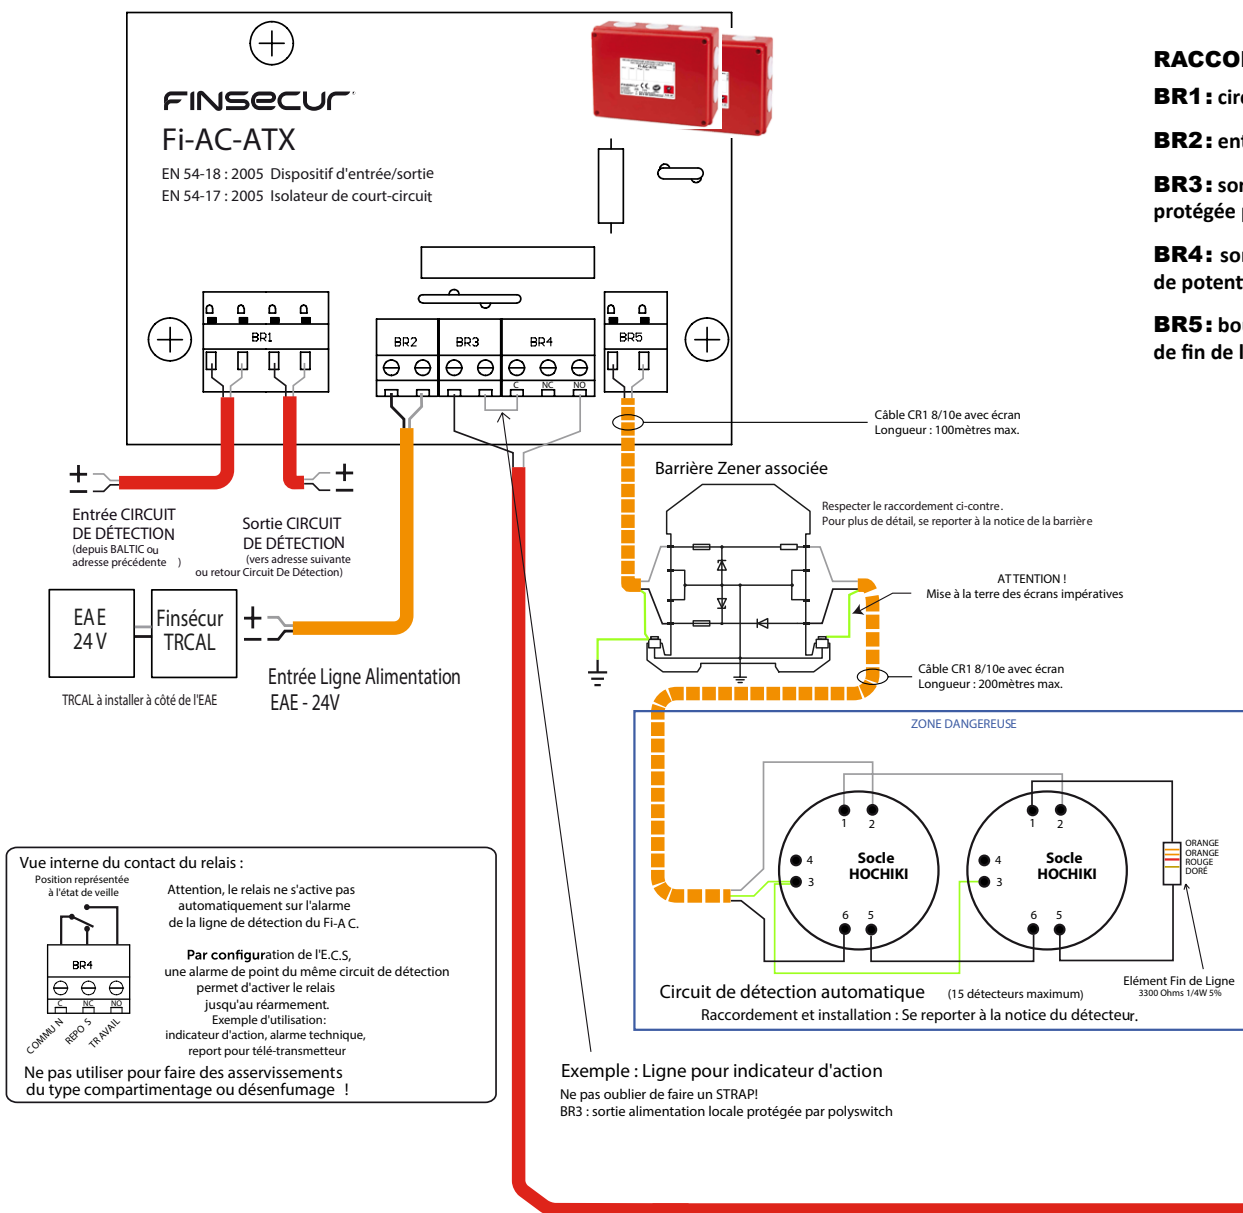 FINSECUR
Fi-AC-ATX
EN 54-18 : 2005 Dispositif d'entrée/sortie
EN 54-17 : 2005 Isolateur de court-circuit
Fi-AC-ATX
FINSECUR
BR1
BR2
BR3
BR4
C
NC
NO
BR5
RACCO
BR1 : cir
BR2 : en
BR3 : so
protégée
BR4 : so
de potent
BR5 : bo
de fin de l
Câble CR1 8/10e avec écran
Longueur : 100mètres max.
Barrière Zener associée
Respecter le raccordement ci-contre.
Pour plus de détail, se reporter à la notice de la barrière
+
−
Entrée CIRCUIT
DE DÉTECTION
(depuis BALTIC ou
adresse précédente )
+
−
Sortie CIRCUIT
DE DÉTECTION
(vers adresse suivante
ou retour Circuit De Détection)
ATTENTION !
Mise à la terre des écrans impératives
EAE
24 V
Finsécur
TRCAL
+
−
TRCAL à installer à côté de l'EAE
Entrée Ligne Alimentation
EAE - 24V
Câble CR1 8/10e avec écran
Longueur : 200mètres max.
ZONE DANGEREUSE
1
2
4
3
Socle
HOCHIKI
6
5
1
2
4
3
Socle
HOCHIKI
6
5
ORANGE
ORANGE
ROUGE
DORÉ
Elément Fin de Ligne
3300 Ohms 1/4W 5%
Circuit de détection automatique (15 détecteurs maximum)
Raccordement et installation : Se reporter à la notice du détecteur.
Vue interne du contact du relais :
Position représentée
à l'état de veille
BR4
C
NC
NO
COMMUN
REPOS
TRAVAIL
Attention, le relais ne s'active pas
automatiquement sur l'alarme
de la ligne de détection du Fi-AC.
Par configuration de l'E.C.S,
une alarme de point du même circuit de détection
permet d'activer le relais
jusqu'au réarmement.
Exemple d'utilisation:
indicateur d'action, alarme technique,
report pour télé-transmetteur
Ne pas utiliser pour faire des asservissements
du type compartimentage ou désenfumage !
Exemple : Ligne pour indicateur d'action
Ne pas oublier de faire un STRAP!
BR3 : sortie alimentation locale protégée par polyswitch